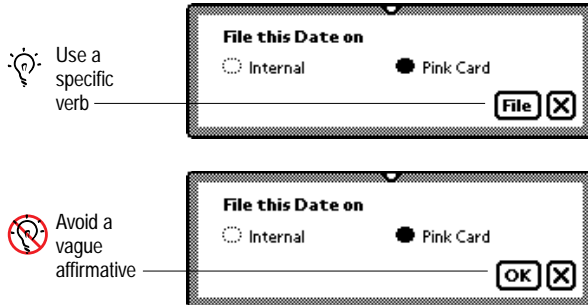 Use a
specific
verb
File this Date on
Internal Pink Card
File X
Avoid a
vague
affirmative
File this Date on
Internal Pink Card
OK X